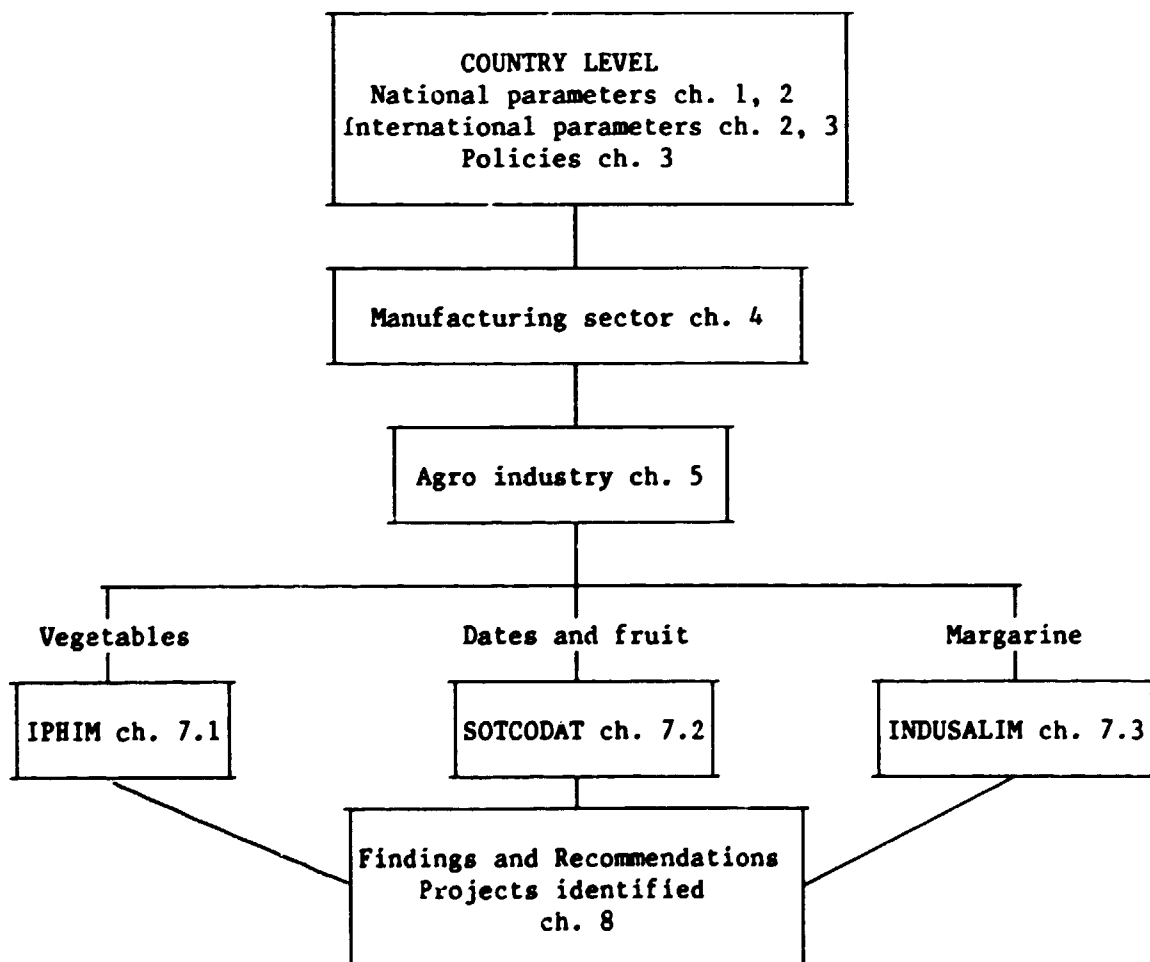 COUNTRY LEVEL
National parameters ch. 1, 2
International parameters ch. 2, 3
Policies ch. 3
Manufacturing sector ch. 4
Agro industry ch. 5
Vegetables
Dates and fruit
Margarine
IPHIM ch. 7.1
SOTCODAT ch. 7.2
INDUSALIM ch. 7.3
Findings and Recommendations
Projects identified
ch. 8